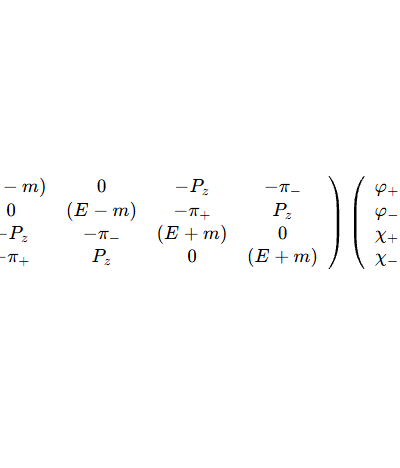 − m) 0 −P_z −π_− φ_+
0 (E − m) −π_+ P_z φ_−
−P_z −π_− (E + m) 0 χ_+
−π_+ P_z 0 (E + m) χ_−